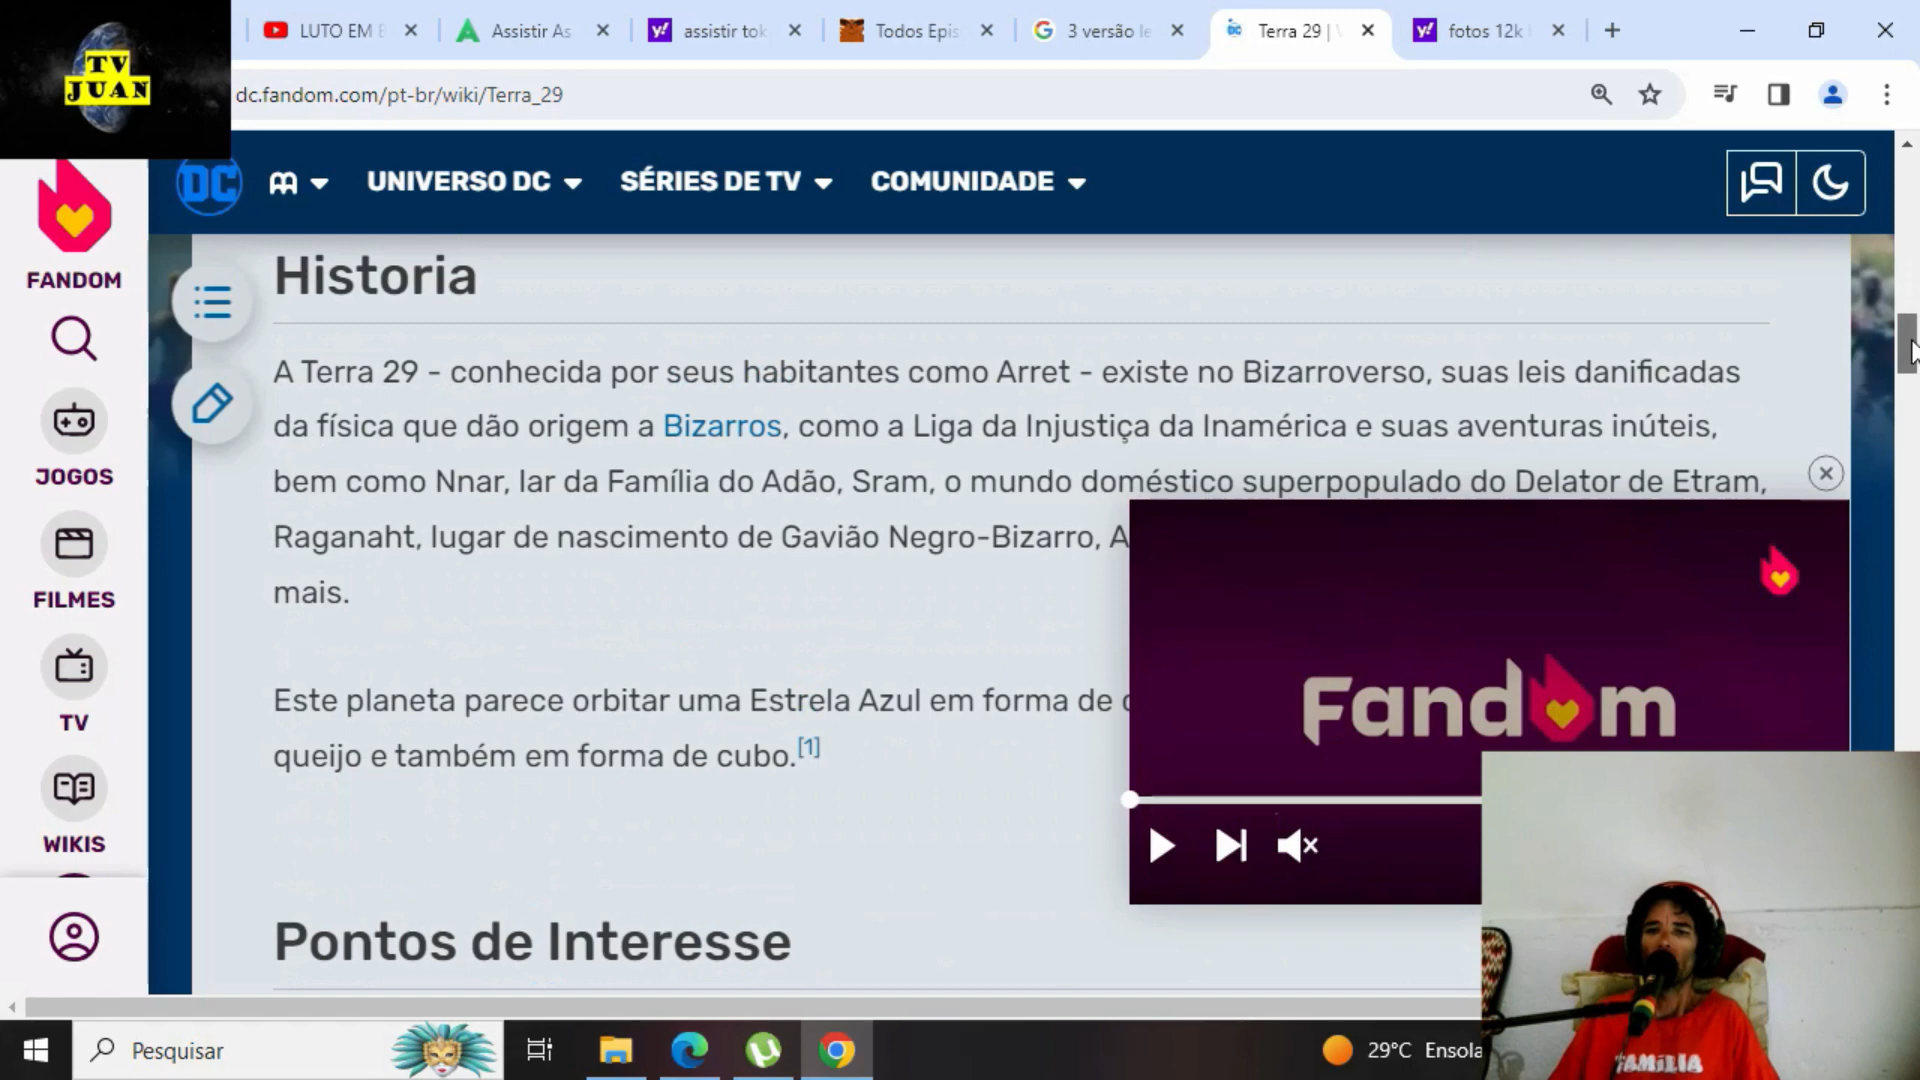 TV
JUAN
LUTO EM
Assistir As
assistir tok
Todos Epis
3 versão le
Terra 29 |
fotos 12k
dc.fandom.com/pt-br/wiki/Terra_29
DC
UNIVERSO DC
SÉRIES DE TV
COMUNIDADE
FANDOM
JOGOS
FILMES
TV
WIKIS
Historia
A Terra 29 - conhecida por seus habitantes como Arret - existe no Bizarroverso, suas leis danificadas
da física que dão origem a Bizarros, como a Liga da Injustiça da Inamérica e suas aventuras inúteis,
bem como Nnar, lar da Família do Adão, Sram, o mundo doméstico superpopulado do Delator de Etram,
Raganaht, lugar de nascimento de Gavião Negro-Bizarro, A
mais.
Este planeta parece orbitar uma Estrela Azul em forma de
queijo e também em forma de cubo.[1]
Fandom
Pontos de Interesse
FAMÍLIA
Pesquisar
29°C Ensola